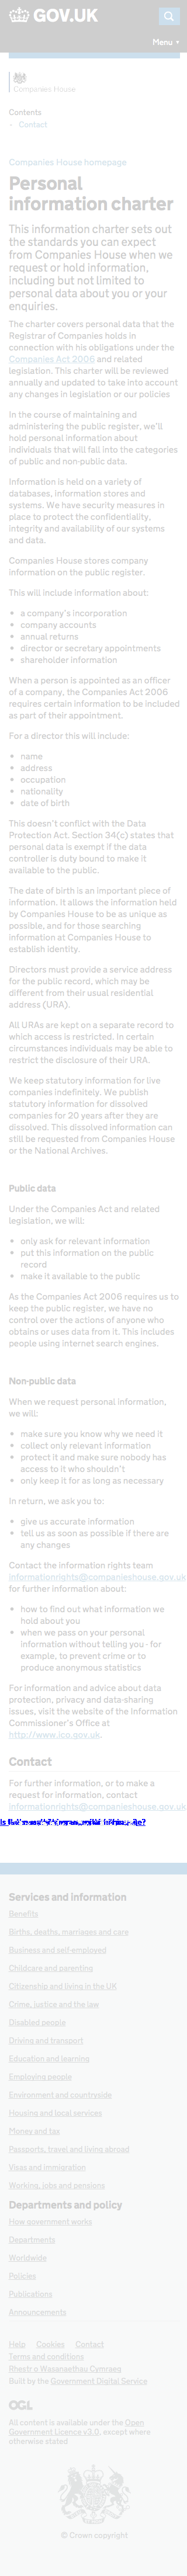 GOV.UK
Menu
Companies House
Contents
- Contact
Companies House homepage
Personal
information charter
This information charter sets out
the standards you can expect
from Companies House when we
request or hold information,
including but not limited to
personal data about you or your
enquiries.
The charter covers personal data that the
Registrar of Companies holds in
connection with his obligations under the
Companies Act 2006 and related
legislation. This charter will be reviewed
annually and updated to take into account
any changes in legislation or our policies
In the course of maintaining and
administering the public register, we'll
hold personal information about
individuals that will fall into the categories
of public and non-public data.
Information is held on a variety of
databases, information stores and
systems. We have security measures in
place to protect the confidentiality,
integrity and availability of our systems
and data.
Companies House stores company
information on the public register.
This will include information about:
• a company's incorporation
• company accounts
• annual returns
• director or secretary appointments
• shareholder information
When a person is appointed as an officer
of a company, the Companies Act 2006
requires certain information to be included
as part of their appointment.
For a director this will include:
• name
• address
• occupation
• nationality
• date of birth
This doesn't conflict with the Data
Protection Act. Section 34(c) states that
personal data is exempt if the data
controller is duty bound to make it
available to the public.
The date of birth is an important piece of
information. It allows the information held
by Companies House to be as unique as
possible, and for those searching
information at Companies House to
establish identity.
Directors must provide a service address
for the public record, which may be
different from their usual residential
address (URA).
All URAs are kept on a separate record to
which access is restricted. In certain
circumstances individuals may be able to
restrict the disclosure of their URA.
We keep statutory information for live
companies indefinitely. We publish
statutory information for dissolved
companies for 20 years after they are
dissolved. This dissolved information can
still be requested from Companies House
or the National Archives.
Public data
Under the Companies Act and related
legislation, we will:
• only ask for relevant information
• put this information on the public
record
• make it available to the public
As the Companies Act 2006 requires us to
keep the public register, we have no
control over the actions of anyone who
obtains or uses data from it. This includes
people using internet search engines.
Non-public data
When we request personal information,
we will:
• make sure you know why we need it
• collect only relevant information
• protect it and make sure nobody has
access to it who shouldn't
• only keep it for as long as necessary
In return, we ask you to:
• give us accurate information
• tell us as soon as possible if there are
any changes
Contact the information rights team
informationrights@companieshouse.gov.uk
for further information about:
• how to find out what information we
hold about you
• when we pass on your personal
information without telling you - for
example, to prevent crime or to
produce anonymous statistics
For independent advice about data
protection, privacy and data-sharing
issues, visit the website of the Information
Commissioner's Office at
http://www.ico.gov.uk.
Contact
For further information, or to make a
request for information, contact
informationrights@companieshouse.gov.uk
Services and information
Benefits
Births, deaths, marriages and care
Business and self-employed
Childcare and parenting
Citizenship and living in the UK
Crime, justice and the law
Disabled people
Driving and transport
Education and learning
Employing people
Environment and countryside
Housing and local services
Money and tax
Passports, travel and living abroad
Visas and immigration
Working, jobs and pensions
Departments and policy
How government works
Departments
Worldwide
Policies
Publications
Announcements
Help Cookies Contact
Terms and conditions
Rhestr o Wasanaethau Cymraeg
Built by the Government Digital Service
OGL
All content is available under the Open
Government Licence v3.0, except where
otherwise stated
© Crown copyright